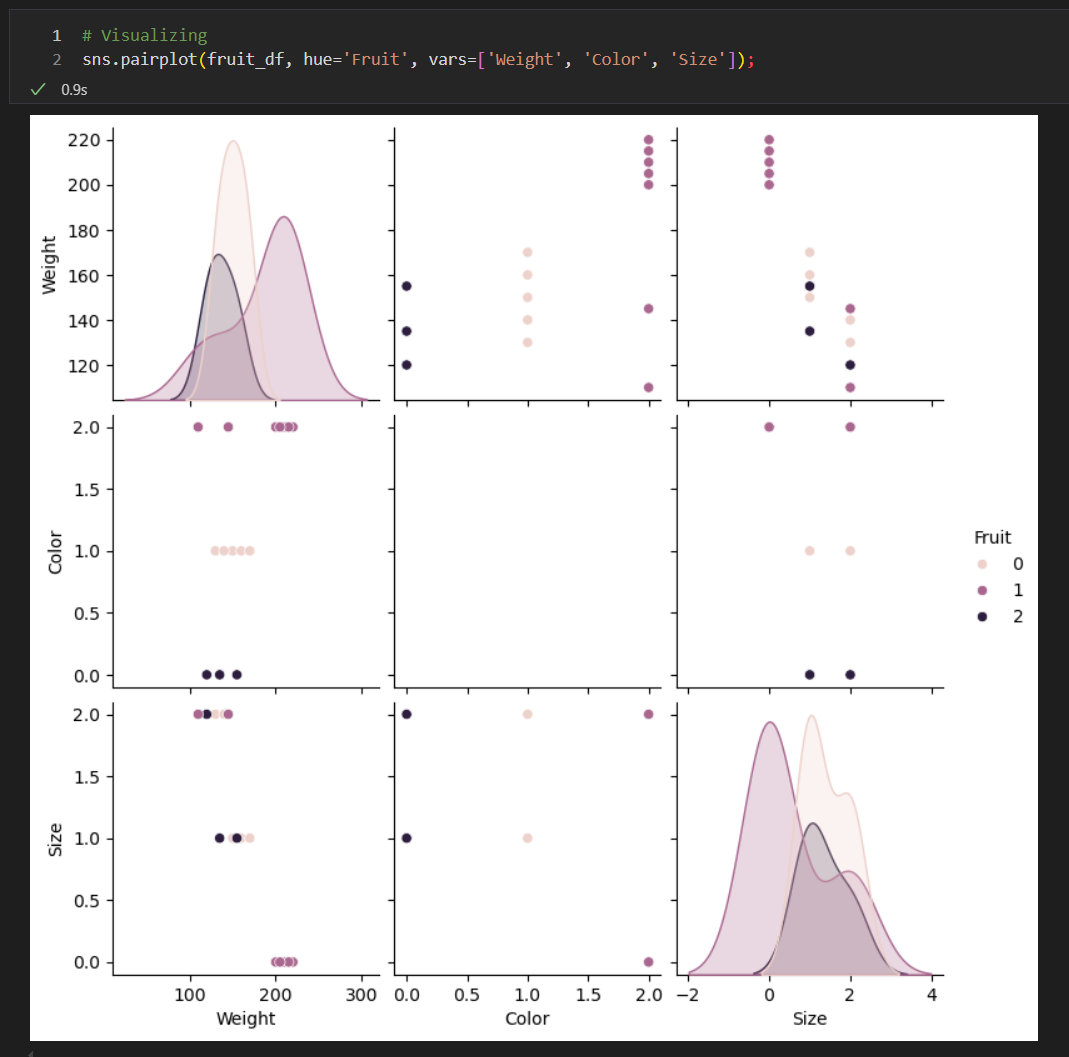 1 # Visualizing
2 sns.pairplot(fruit_df, hue='Fruit', vars=['Weight', 'Color', 'Size']);
0.9s
220
200
180
160
140
120
Weight
2.0
1.5
1.0
0.5
0.0
Color
Fruit
0
1
2
2.0
1.5
1.0
0.5
0.0
Size
100 200 300 0.0 0.5 1.0 1.5 2.0 −2 0 2 4
Weight Color Size